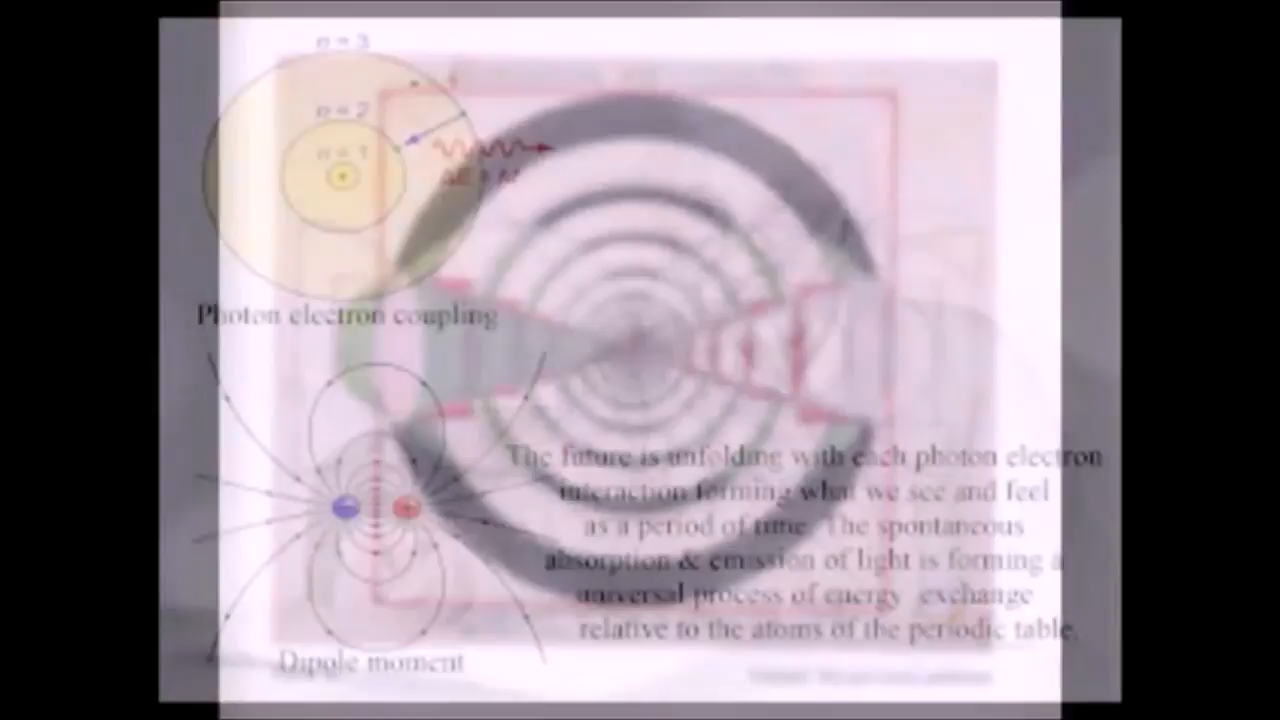 n = 3
n = 2
n = 1
Photon electron coupling
The future is unfolding with each photon electron
interaction forming what we see and feel
as a period of time. The spontaneous
absorption & emission of light is forming a
universal process of energy exchange
relative to the atoms of the periodic table.
Dipole moment